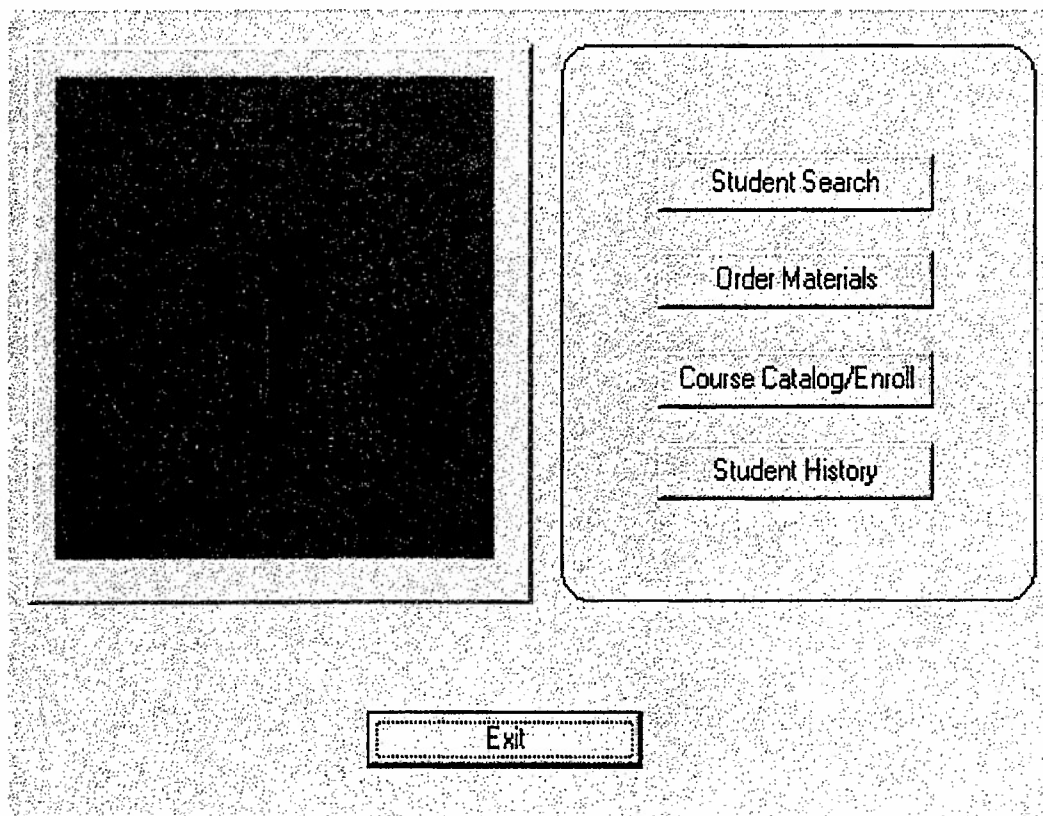 Student Search
Order Materials
Course Catalog/Enroll
Student History
Exit